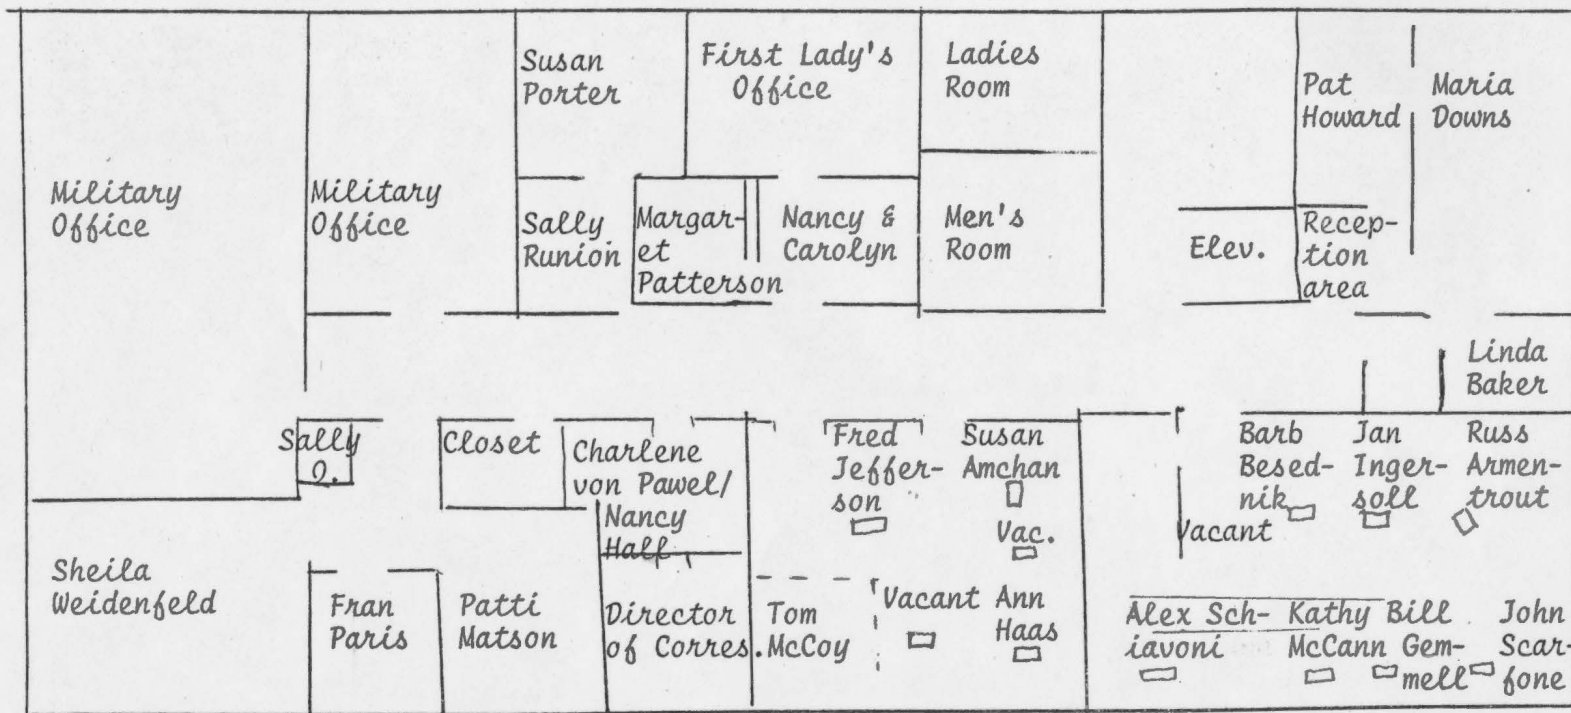 Susan
Porter
First Lady's
Office
Ladies
Room
Pat
Howard
Maria
Downs
Military
Office
Military
Office
Sally
Runion
Margar-
et
Patterson
Nancy &
Carolyn
Men's
Room
Elev.
Recep-
tion
area
Linda
Baker
Sally
O.
Closet
Charlene
von Pawel/
Nancy
Hall
Fred
Jeffer-
son
Susan
Amchan
Vac.
Barb
Besed-
nik
Jan
Inger-
soll
Russ
Armen-
trout
Vacant
Sheila
Weidenfeld
Fran
Paris
Patti
Matson
Director
of Corres.
Tom
McCoy
Vacant
Ann
Haas
Alex Sch-
iavoni
Kathy
McCann
Bill
Gem-
mell
John
Scar-
fone